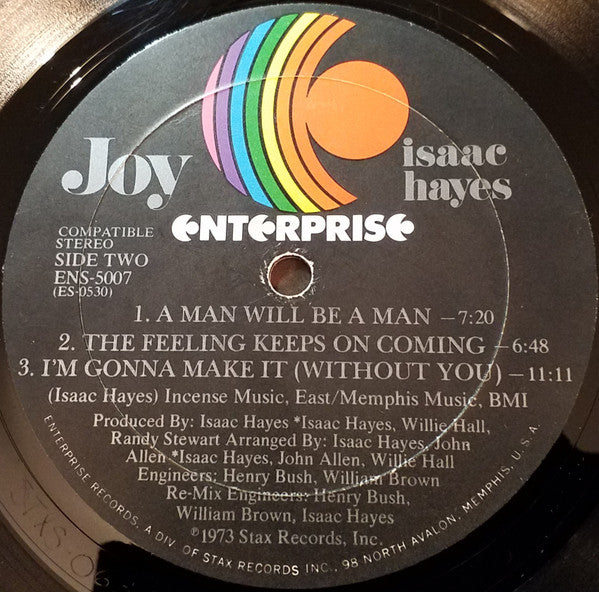 Joy
isaac
hayes
ENTERPRISE
COMPATIBLE
STEREO
SIDE TWO
ENS-5007
(ES-0530)
1. A MAN WILL BE A MAN –7:20
2. THE FEELING KEEPS ON COMING –6:48
3. I'M GONNA MAKE IT (WITHOUT YOU) –11:11
(Isaac Hayes) Incense Music, East/Memphis Music, BMI
Produced By: Isaac Hayes *Isaac Hayes, Willie Hall,
Randy Stewart Arranged By: Isaac Hayes, John
Allen *Isaac Hayes, John Allen, Willie Hall
Engineers: Henry Bush, William Brown
Re-Mix Engineers: Henry Bush,
William Brown, Isaac Hayes
℗1973 Stax Records, Inc.
ENTERPRISE RECORDS, A DIV. OF STAX RECORDS INC., 98 NORTH AVALON, MEMPHIS, U.S.A.